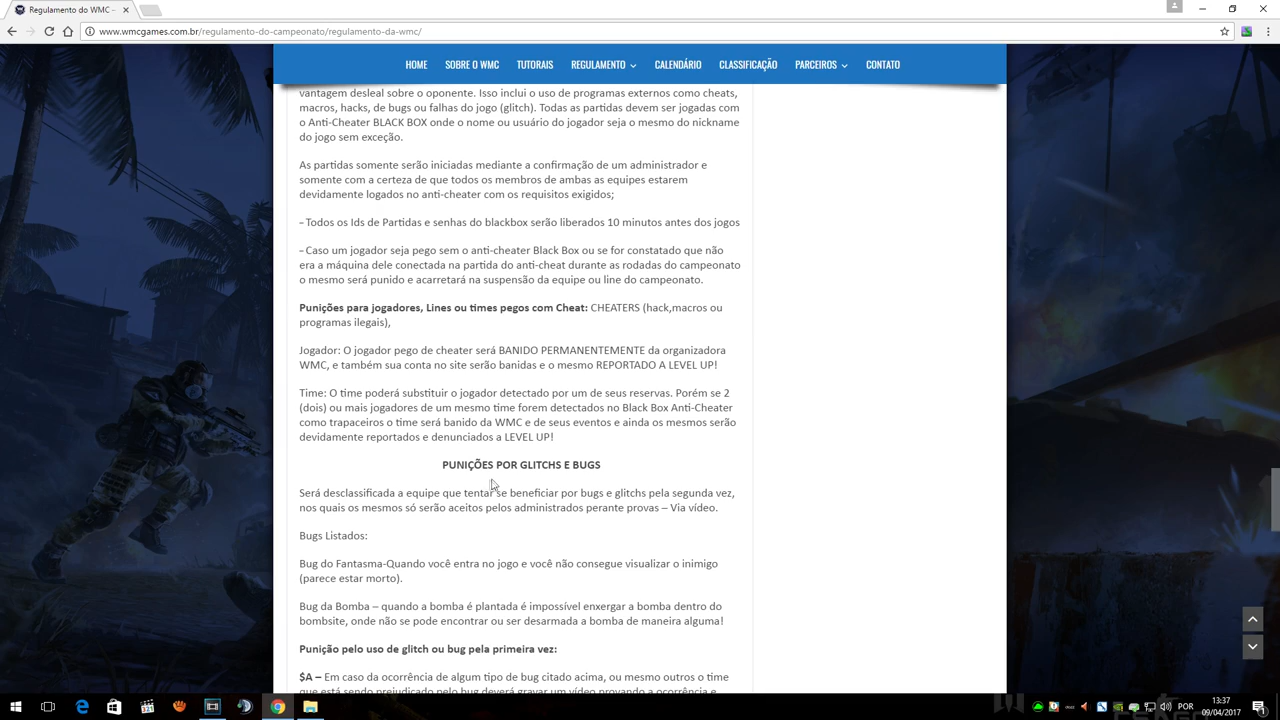 Regulamento do WMC -
www.wmcgames.com.br/regulamento-do-campeonato/regulamento-da-wmc/
HOME SOBRE O WMC TUTORAIS REGULAMENTO CALENDÁRIO CLASSIFICAÇÃO PARCEIROS CONTATO
vantagem desleal sobre o oponente. Isso inclui o uso de programas externos como cheats,
macros, hacks, de bugs ou falhas do jogo (glitch). Todas as partidas devem ser jogadas com
o Anti-Cheater BLACK BOX onde o nome ou usuário do jogador seja o mesmo do nickname
do jogo sem exceção.
As partidas somente serão iniciadas mediante a confirmação de um administrador e
somente com a certeza de que todos os membros de ambas as equipes estarem
devidamente logados no anti-cheater com os requisitos exigidos;
– Todos os Ids de Partidas e senhas do blackbox serão liberados 10 minutos antes dos jogos
– Caso um jogador seja pego sem o anti-cheater Black Box ou se for constatado que não
era a máquina dele conectada na partida do anti-cheat durante as rodadas do campeonato
o mesmo será punido e acarretará na suspensão da equipe ou line do campeonato.
Punições para jogadores, Lines ou times pegos com Cheat: CHEATERS (hack,macros ou
programas ilegais),
Jogador: O jogador pego de cheater será BANIDO PERMANENTEMENTE da organizadora
WMC, e também sua conta no site serão banidas e o mesmo REPORTADO A LEVEL UP!
Time: O time poderá substituir o jogador detectado por um de seus reservas. Porém se 2
(dois) ou mais jogadores de um mesmo time forem detectados no Black Box Anti-Cheater
como trapaceiros o time será banido da WMC e de seus eventos e ainda os mesmos serão
devidamente reportados e denunciados a LEVEL UP!
PUNIÇÕES POR GLITCHS E BUGS
Será desclassificada a equipe que tentar se beneficiar por bugs e glitchs pela segunda vez,
nos quais os mesmos só serão aceitos pelos administrados perante provas – Via vídeo.
Bugs Listados:
Bug do Fantasma-Quando você entra no jogo e você não consegue visualizar o inimigo
(parece estar morto).
Bug da Bomba – quando a bomba é plantada é impossível enxergar a bomba dentro do
bombsite, onde não se pode encontrar ou ser desarmada a bomba de maneira alguma!
Punição pelo uso de glitch ou bug pela primeira vez:
$A – Em caso da ocorrência de algum tipo de bug citado acima, ou mesmo outros o time
que está sendo prejudicado pelo bug deverá gravar um vídeo provando a ocorrência e
POR
13:37
09/04/2017